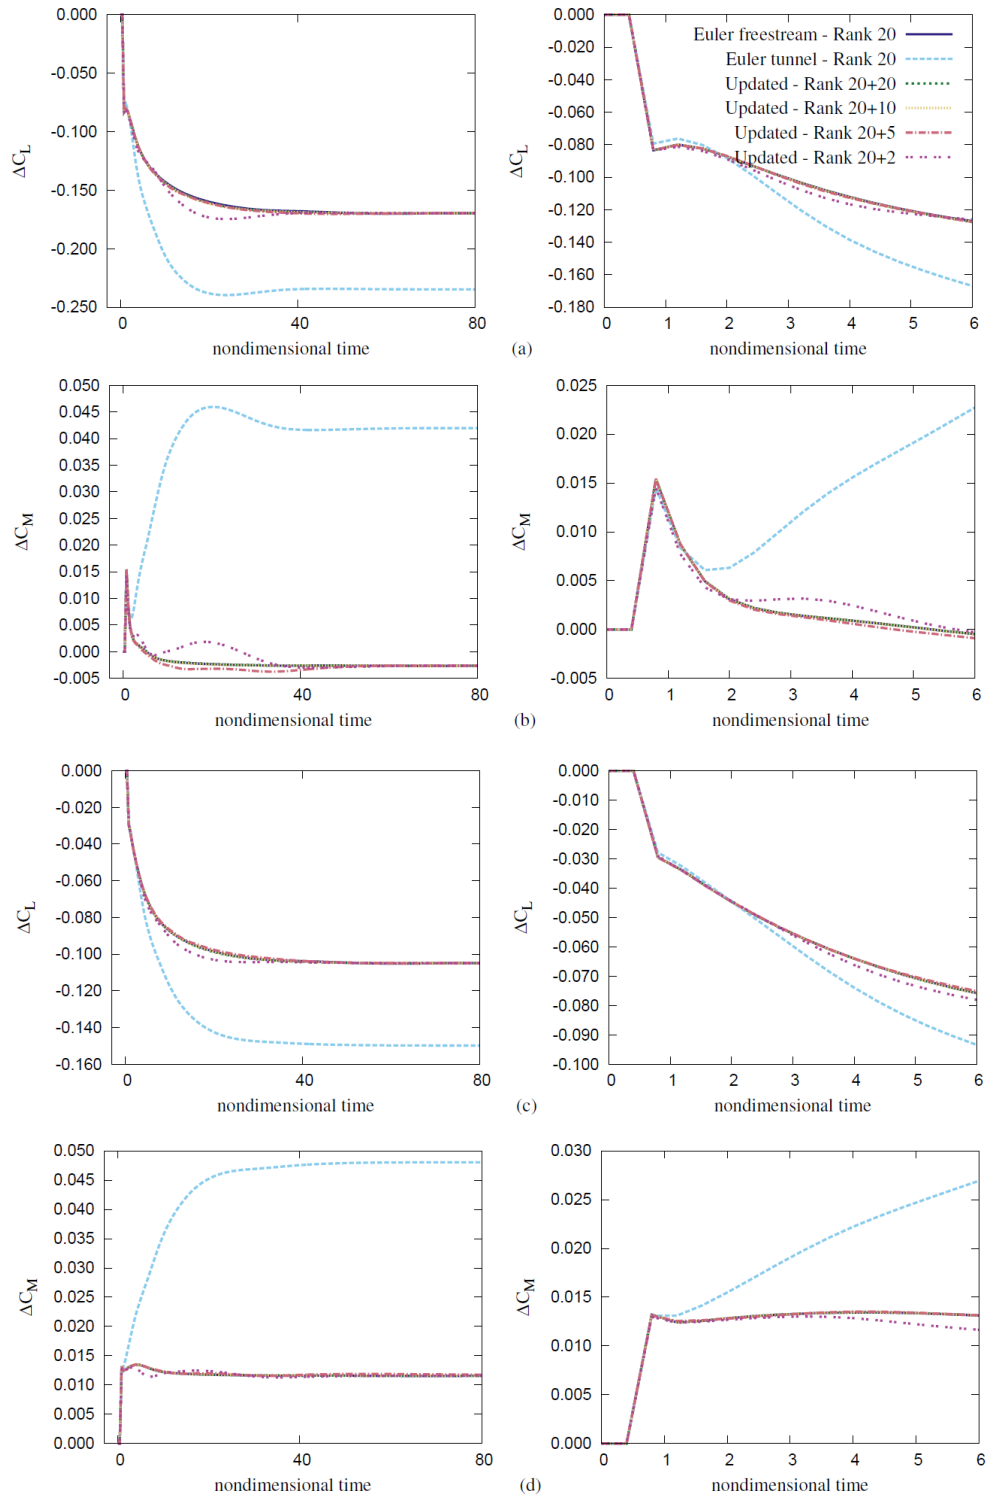 0.000
-0.050
-0.100
-0.150
-0.200
-0.250
ΔC_L
0
40
80
nondimensional time
0.000
-0.020
-0.040
-0.060
-0.080
-0.100
-0.120
-0.140
-0.160
-0.180
ΔC_L
Euler freestream - Rank 20
Euler tunnel - Rank 20
Updated - Rank 20+20
Updated - Rank 20+10
Updated - Rank 20+5
Updated - Rank 20+2
0 1 2 3 4 5 6
nondimensional time
(a)
0.050
0.045
0.040
0.035
0.030
0.025
0.020
0.015
0.010
0.005
0.000
-0.005
ΔC_M
0
40
80
nondimensional time
0.025
0.020
0.015
0.010
0.005
0.000
-0.005
ΔC_M
0 1 2 3 4 5 6
nondimensional time
(b)
0.000
-0.020
-0.040
-0.060
-0.080
-0.100
-0.120
-0.140
-0.160
ΔC_L
0
40
80
nondimensional time
0.000
-0.010
-0.020
-0.030
-0.040
-0.050
-0.060
-0.070
-0.080
-0.090
-0.100
ΔC_L
0 1 2 3 4 5 6
nondimensional time
(c)
0.050
0.045
0.040
0.035
0.030
0.025
0.020
0.015
0.010
0.005
0.000
ΔC_M
0
40
80
nondimensional time
0.030
0.025
0.020
0.015
0.010
0.005
0.000
ΔC_M
0 1 2 3 4 5 6
nondimensional time
(d)